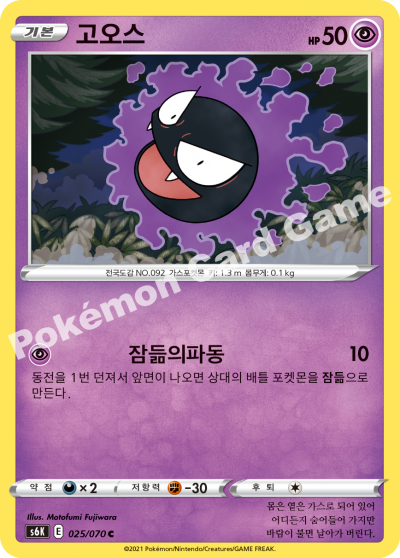 기본 고오스 HP 50
전국도감 NO.092 가스포켓몬 키: 1.3 m 몸무게: 0.1 kg
Pokémon Card Game
잠듦의파동 10
동전을 1번 던져서 앞면이 나오면 상대의 배틀 포켓몬을 잠듦으로
만든다.
약점 ×2 저항력 -30 후퇴
Illus. Motofumi Fujiwara
s6K E 025/070 C
몸은 옅은 가스로 되어 있어
어디든지 숨어들어 가지만
바람이 불면 날아가 버린다.
©2021 Pokémon/Nintendo/Creatures/GAME FREAK.